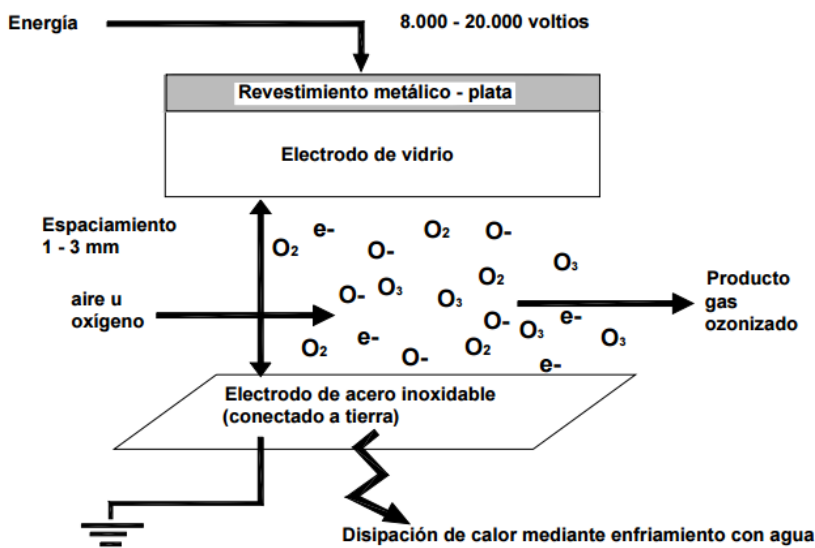 Energía
8.000 - 20.000 voltios
Revestimiento metálico - plata
Electrodo de vidrio
Espaciamiento
1 - 3 mm
aire u
oxígeno
O₂
e-
O-
O₂
O-
O₃
O-
O₃
O₃
O₂
O-
O₃
e-
O₂
e-
O-
O₂
O₃
e-
Producto
gas
ozonizado
Electrodo de acero inoxidable
(conectado a tierra)
Disipación de calor mediante enfriamiento con agua